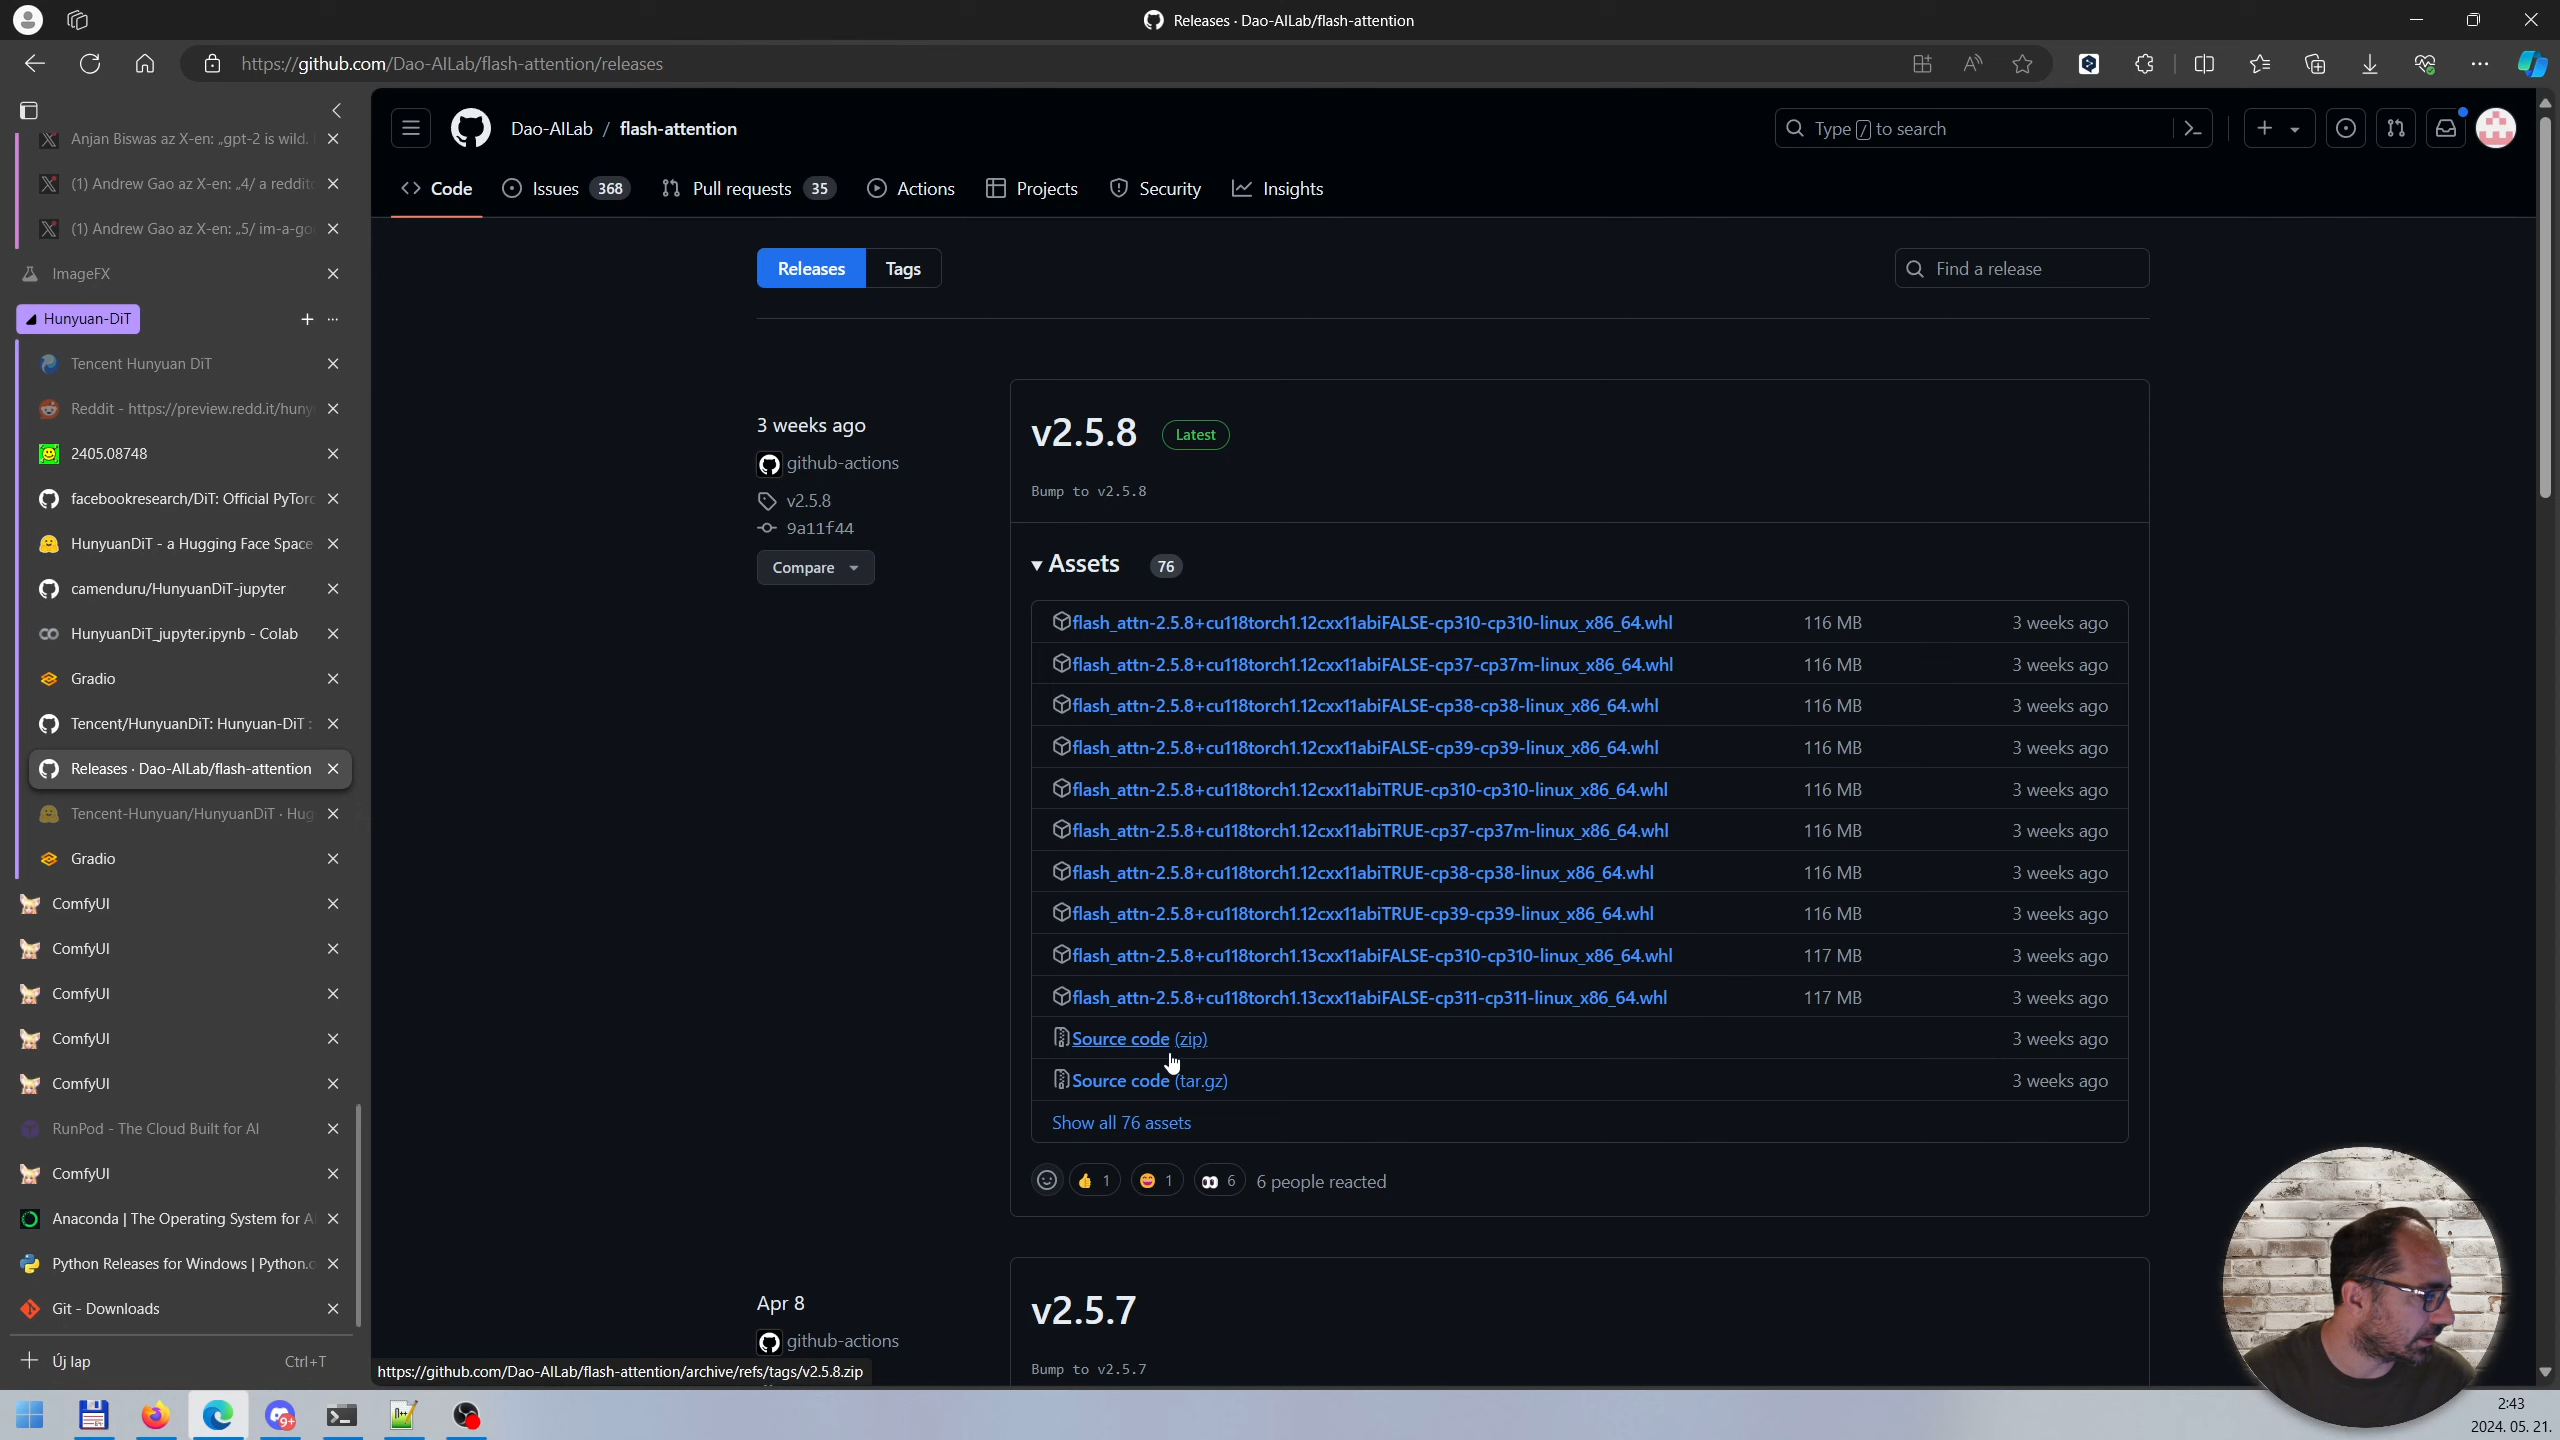 Releases · Dao-AILab/flash-attention
https://github.com/Dao-AILab/flash-attention/releases
Anjan Biswas az X-en: „gpt-2 is wild.
(1) Andrew Gao az X-en: „4/ a reddit
(1) Andrew Gao az X-en: „5/ im-a-go
ImageFX
Hunyuan-DiT
Tencent Hunyuan DiT
Reddit - https://preview.redd.it/huny
2405.08748
facebookresearch/DiT: Official PyTorc
HunyuanDiT - a Hugging Face Space
camenduru/HunyuanDiT-jupyter
HunyuanDiT_jupyter.ipynb - Colab
Gradio
Tencent/HunyuanDiT: Hunyuan-DiT :
Releases · Dao-AILab/flash-attention
Tencent-Hunyuan/HunyuanDiT · Hug
Gradio
ComfyUI
ComfyUI
ComfyUI
ComfyUI
ComfyUI
RunPod - The Cloud Built for AI
ComfyUI
Anaconda | The Operating System for A
Python Releases for Windows | Python.o
Git - Downloads
Új lap Ctrl+T
Dao-AILab / flash-attention
Type / to search
Code Issues 368 Pull requests 35 Actions Projects Security Insights
Releases Tags
Find a release
3 weeks ago
github-actions
v2.5.8
9a11f44
Compare
v2.5.8 Latest
Bump to v2.5.8
Assets 76
flash_attn-2.5.8+cu118torch1.12cxx11abiFALSE-cp310-cp310-linux_x86_64.whl 116 MB 3 weeks ago
flash_attn-2.5.8+cu118torch1.12cxx11abiFALSE-cp37-cp37m-linux_x86_64.whl 116 MB 3 weeks ago
flash_attn-2.5.8+cu118torch1.12cxx11abiFALSE-cp38-cp38-linux_x86_64.whl 116 MB 3 weeks ago
flash_attn-2.5.8+cu118torch1.12cxx11abiFALSE-cp39-cp39-linux_x86_64.whl 116 MB 3 weeks ago
flash_attn-2.5.8+cu118torch1.12cxx11abiTRUE-cp310-cp310-linux_x86_64.whl 116 MB 3 weeks ago
flash_attn-2.5.8+cu118torch1.12cxx11abiTRUE-cp37-cp37m-linux_x86_64.whl 116 MB 3 weeks ago
flash_attn-2.5.8+cu118torch1.12cxx11abiTRUE-cp38-cp38-linux_x86_64.whl 116 MB 3 weeks ago
flash_attn-2.5.8+cu118torch1.12cxx11abiTRUE-cp39-cp39-linux_x86_64.whl 116 MB 3 weeks ago
flash_attn-2.5.8+cu118torch1.13cxx11abiFALSE-cp310-cp310-linux_x86_64.whl 117 MB 3 weeks ago
flash_attn-2.5.8+cu118torch1.13cxx11abiFALSE-cp311-cp311-linux_x86_64.whl 117 MB 3 weeks ago
Source code (zip) 3 weeks ago
Source code (tar.gz) 3 weeks ago
Show all 76 assets
1 1 6 6 people reacted
Apr 8
github-actions
v2.5.7
Bump to v2.5.7
https://github.com/Dao-AILab/flash-attention/archive/refs/tags/v2.5.8.zip
9+
2:43
2024. 05. 21.